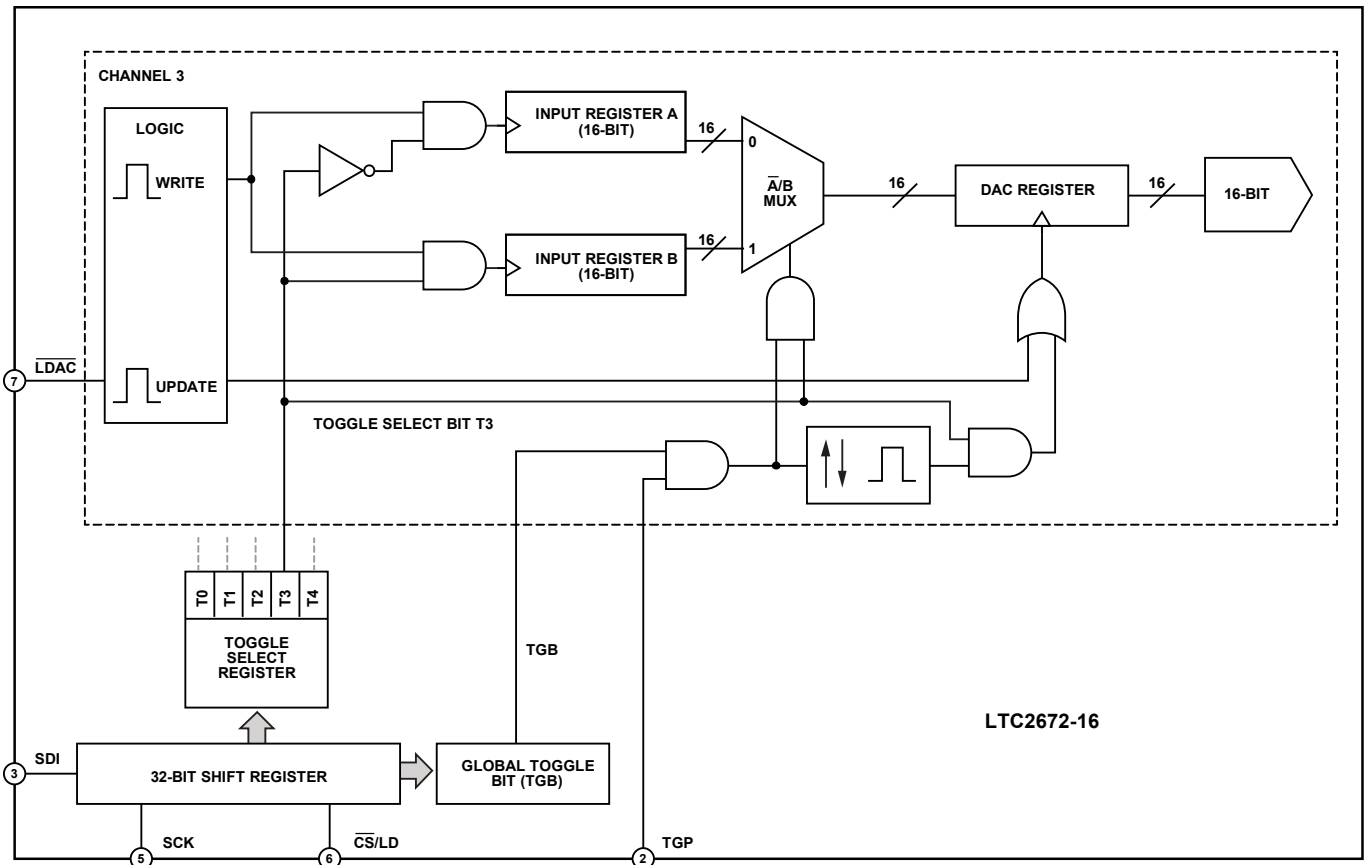 CHANNEL 3
LOGIC
WRITE
UPDATE
INPUT REGISTER A
(16-BIT)
16
0
INPUT REGISTER B
(16-BIT)
16
1
A̅/B
MUX
16
DAC REGISTER
16
16-BIT
7
L̅D̅A̅C̅
TOGGLE SELECT BIT T3
T0
T1
T2
T3
T4
TOGGLE
SELECT
REGISTER
TGB
LTC2672-16
3
SDI
32-BIT SHIFT REGISTER
GLOBAL TOGGLE
BIT (TGB)
SCK
C̅S̅/LD
TGP
5
6
2